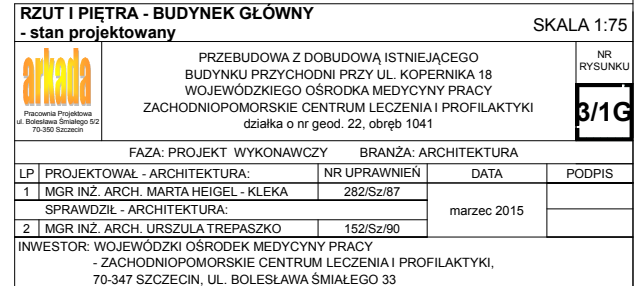 RZUT I PIĘTRA - BUDYNEK GŁÓWNY
- stan projektowany
SKALA 1:75
arkada
Pracownia Projektowa
ul. Bolesława Śmiałego 5/2
70-350 Szczecin
PRZEBUDOWA Z DOBUDOWĄ ISTNIEJĄCEGO
BUDYNKU PRZYCHODNI PRZY UL. KOPERNIKA 18
WOJEWÓDZKIEGO OŚRODKA MEDYCYNY PRACY
ZACHODNIOPOMORSKIE CENTRUM LECZENIA I PROFILAKTYKI
działka o nr geod. 22, obręb 1041
NR
RYSUNKU
3/1G
FAZA: PROJEKT WYKONAWCZY BRANŻA: ARCHITEKTURA
LP PROJEKTOWAŁ - ARCHITEKTURA: NR UPRAWNIEŃ DATA PODPIS
1 MGR INŻ. ARCH. MARTA HEIGEL - KLEKA 282/Sz/87
SPRAWDZIŁ - ARCHITEKTURA:
marzec 2015
2 MGR INŻ. ARCH. URSZULA TREPASZKO 152/Sz/90
INWESTOR: WOJEWÓDZKI OŚRODEK MEDYCYNY PRACY
- ZACHODNIOPOMORSKIE CENTRUM LECZENIA I PROFILAKTYKI,
70-347 SZCZECIN, UL. BOLESŁAWA ŚMIAŁEGO 33